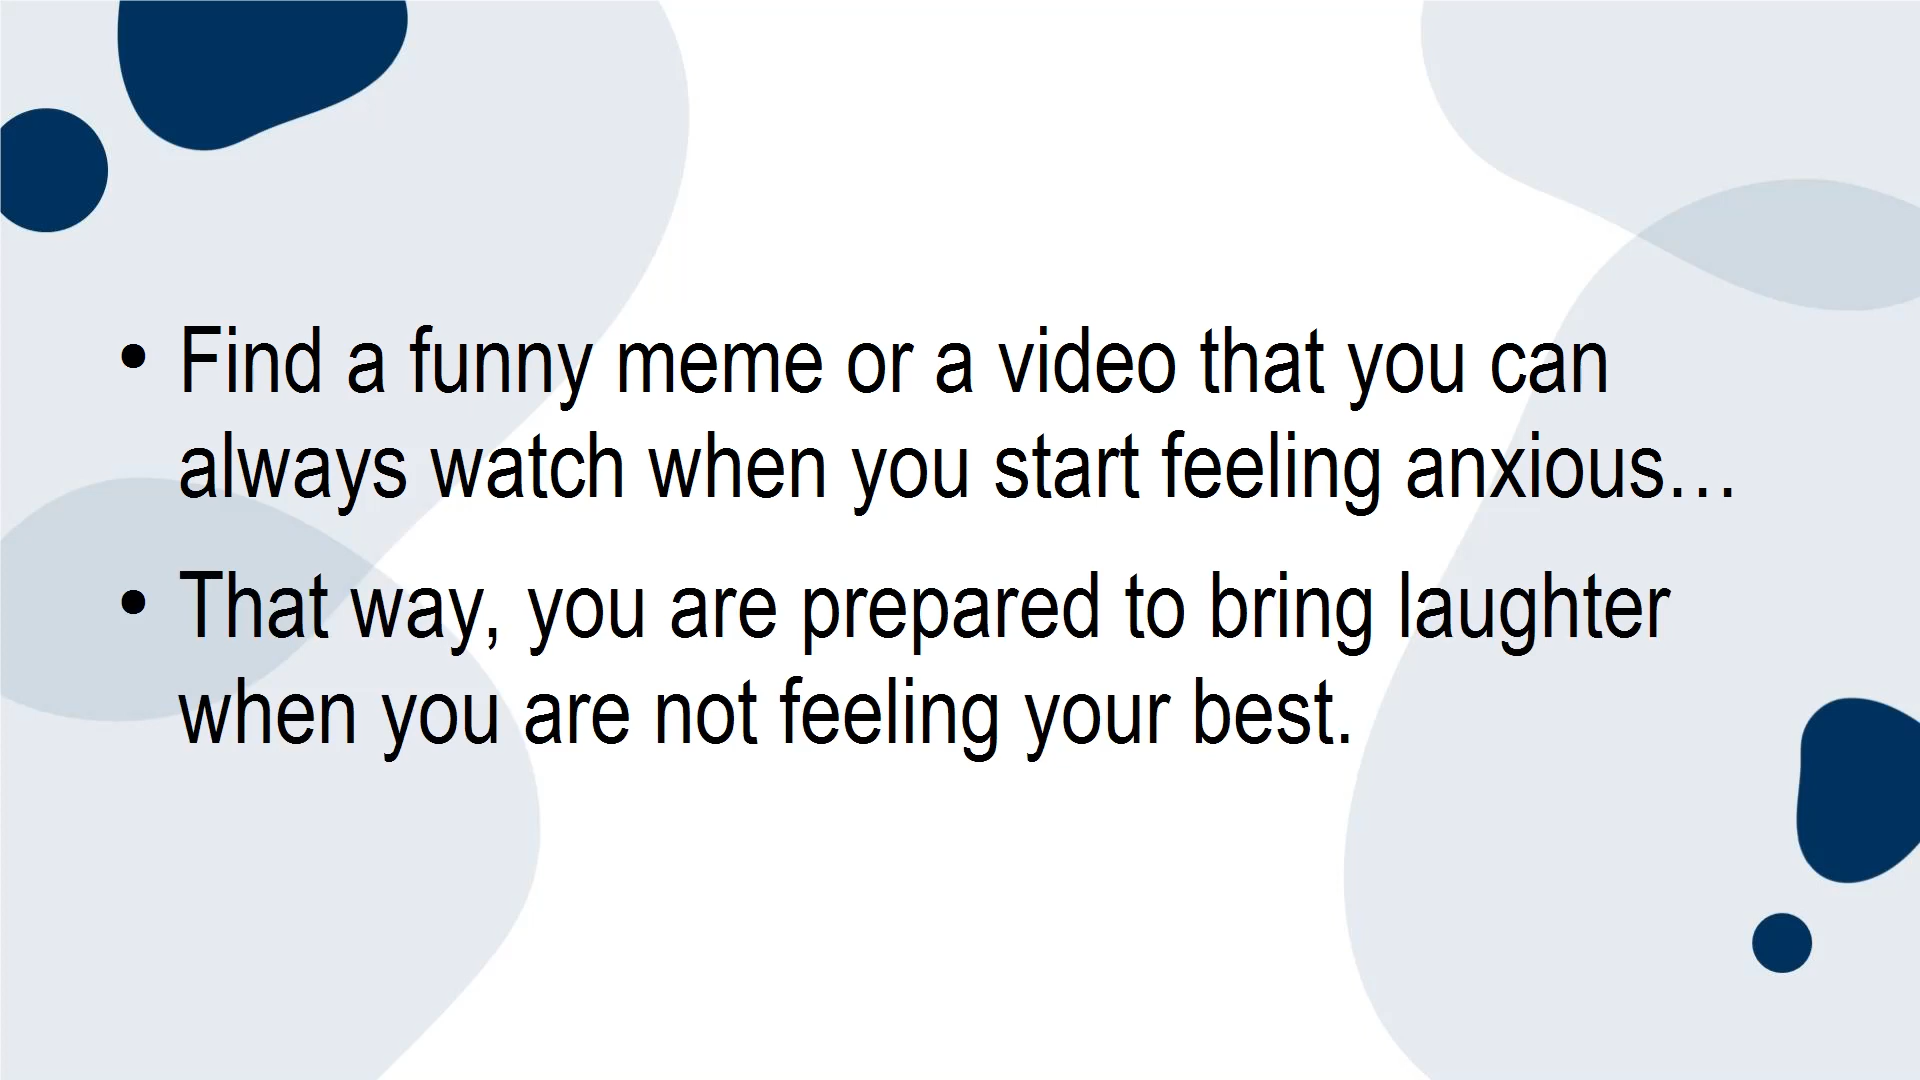 • Find a funny meme or a video that you can
always watch when you start feeling anxious…
• That way, you are prepared to bring laughter
when you are not feeling your best.